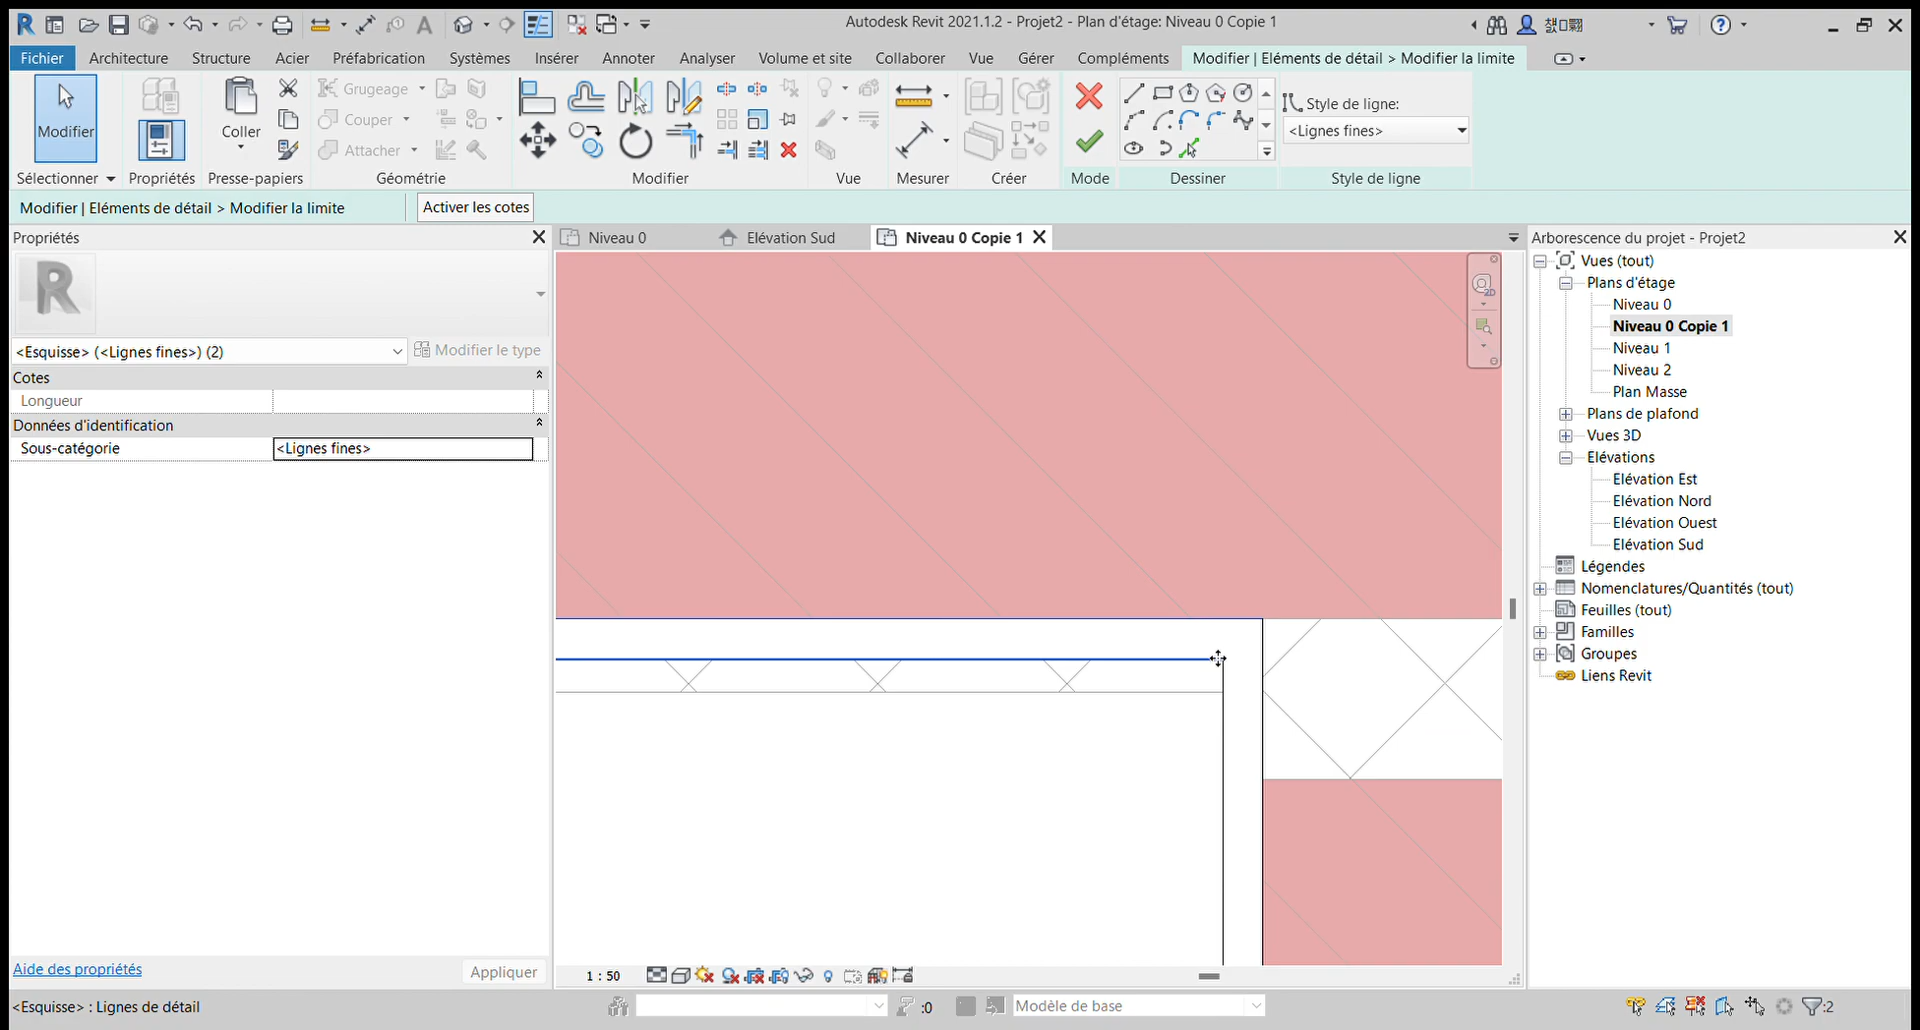 Autodesk Revit 2021.1.2 - Projet2 - Plan d'étage: Niveau 0 Copie 1
Fichier
Architecture
Structure
Acier
Préfabrication
Systèmes
Insérer
Annoter
Analyser
Volume et site
Collaborer
Vue
Gérer
Compléments
Modifier | Eléments de détail > Modifier la limite
Modifier
Coller
Grugeage
Couper
Attacher
Style de ligne:
<Lignes fines>
Sélectionner
Propriétés
Presse-papiers
Géométrie
Modifier
Vue
Mesurer
Créer
Mode
Dessiner
Style de ligne
Modifier | Eléments de détail > Modifier la limite
Activer les cotes
Propriétés
R
<Esquisse> (<Lignes fines>) (2)
Modifier le type
Cotes
Longueur
Données d'identification
Sous-catégorie
<Lignes fines>
Aide des propriétés
Appliquer
Niveau 0
Elévation Sud
Niveau 0 Copie 1
2D
1 : 50
Arborescence du projet - Projet2
Vues (tout)
Plans d'étage
Niveau 0
Niveau 0 Copie 1
Niveau 1
Niveau 2
Plan Masse
Plans de plafond
Vues 3D
Elévations
Elévation Est
Elévation Nord
Elévation Ouest
Elévation Sud
Légendes
Nomenclatures/Quantités (tout)
Feuilles (tout)
Familles
Groupes
Liens Revit
<Esquisse> : Lignes de détail
:0
Modèle de base
:2